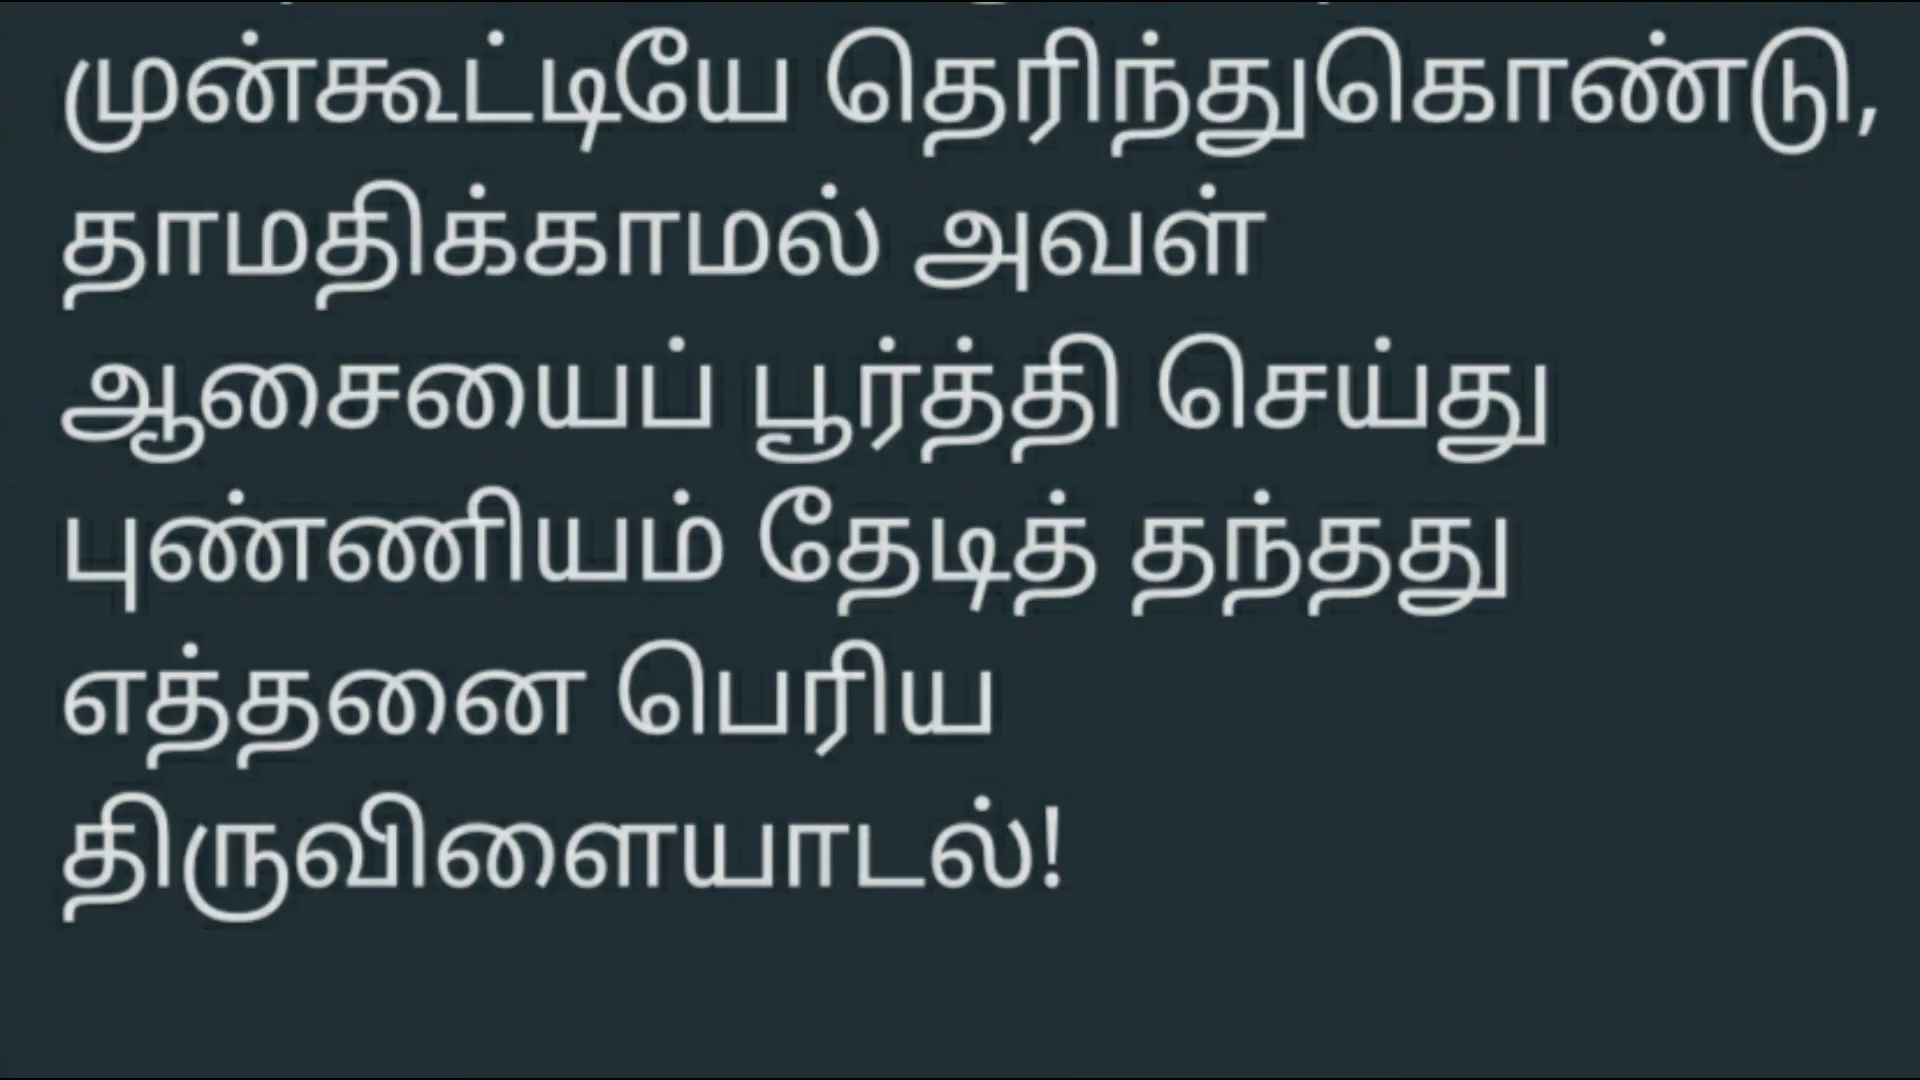 முன்கூட்டியே தெரிந்துகொண்டு,
தாமதிக்காமல் அவள்
ஆசையைப் பூர்த்தி செய்து
புண்ணியம் தேடித் தந்தது
எத்தனை பெரிய
திருவிளையாடல்!